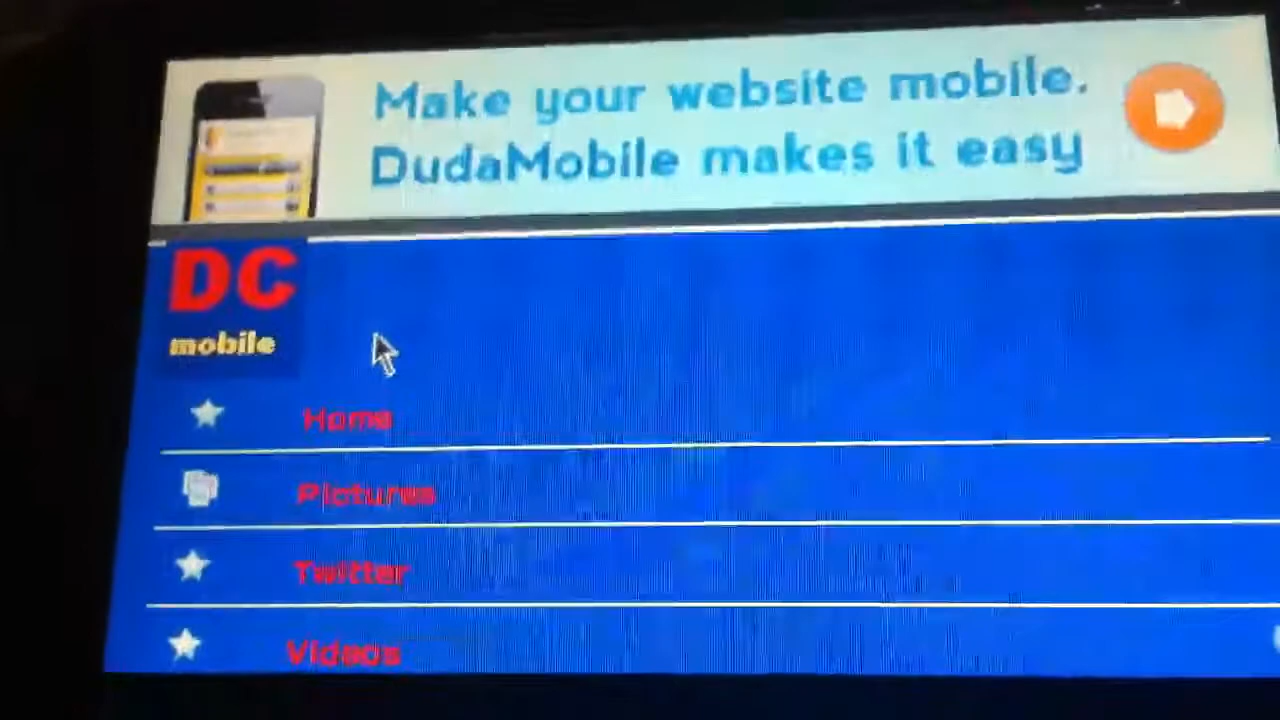 Make your website mobile.
DudaMobile makes it easy
DC
mobile
Home
Pictures
Twitter
Videos